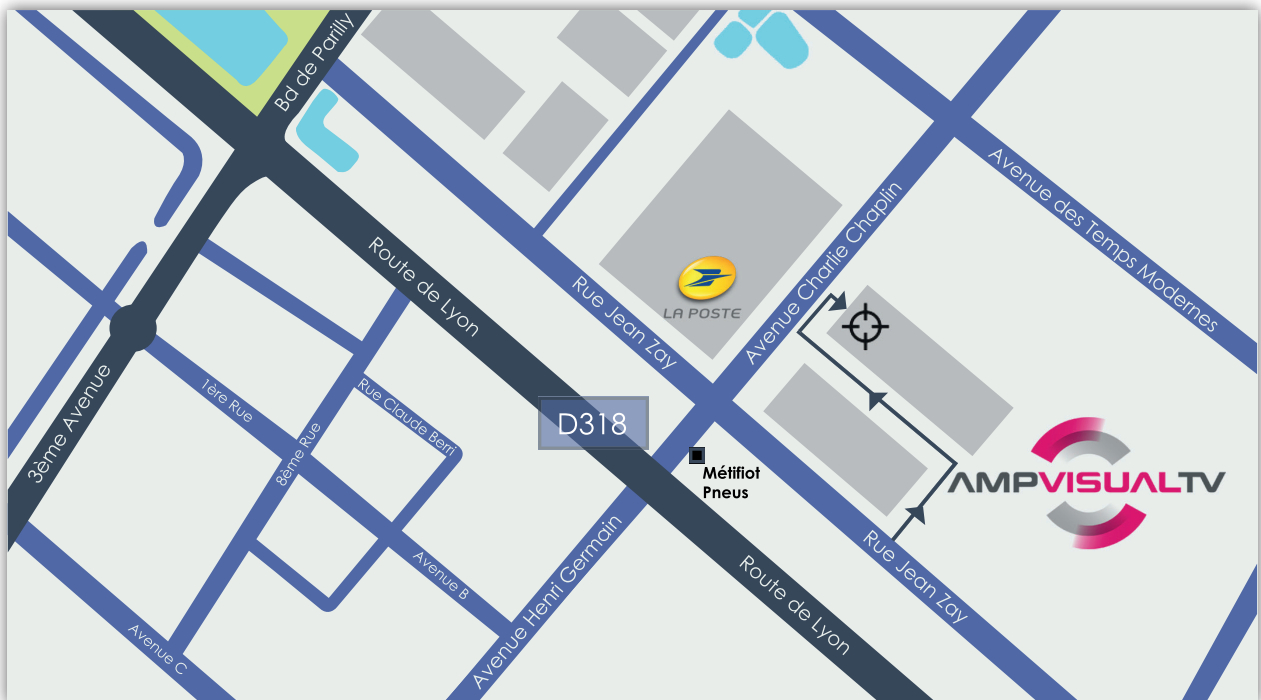 Bd de Parilly
Avenue des Temps Modernes
Avenue Charlie Chaplin
Route de Lyon
Rue Jean Zay
LA POSTE
3ème Avenue
1ère Rue
Rue Claude Berri
8ème Rue
D318
Métifiot
Pneus
AMPVISUALTV
Avenue B
Avenue Henri Germain
Route de Lyon
Rue Jean Zay
Avenue C